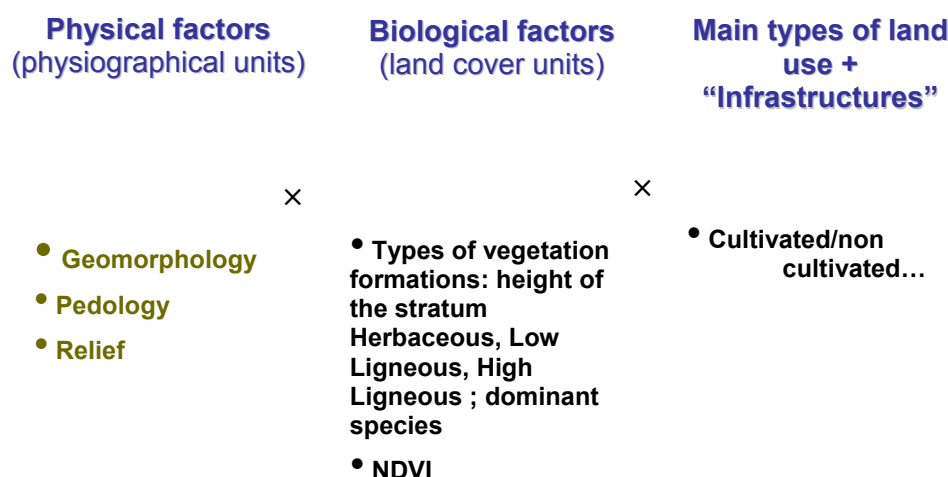 Physical factors
(physiographical units)
Biological factors
(land cover units)
Main types of land
use +
“Infrastructures”
×
×
• Geomorphology
• Pedology
• Relief
• Types of vegetation
formations: height of
the stratum
Herbaceous, Low
Ligneous, High
Ligneous ; dominant
species
• NDVI
• Cultivated/non
cultivated…